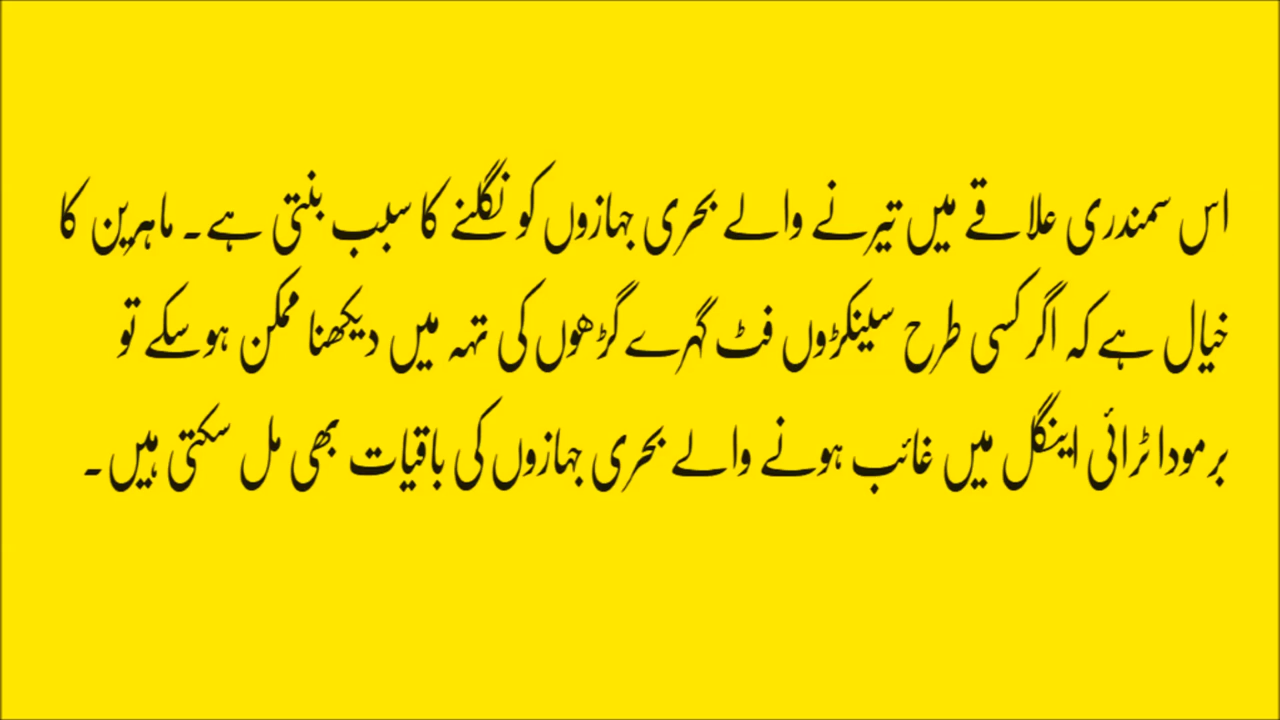 اس سمندری علاقے میں تیرنے والے بحری جہازوں کو نگلنے کا سبب بنتی ہے۔ ماہرین کا
خیال ہے کہ اگر کسی طرح سینکڑوں فٹ گہرے گڑھوں کی تہہ میں دیکھنا ممکن ہو سکے تو
برمودا ٹرائی اینگل میں غائب ہونے والے بحری جہازوں کی باقیات بھی مل سکتی ہیں۔